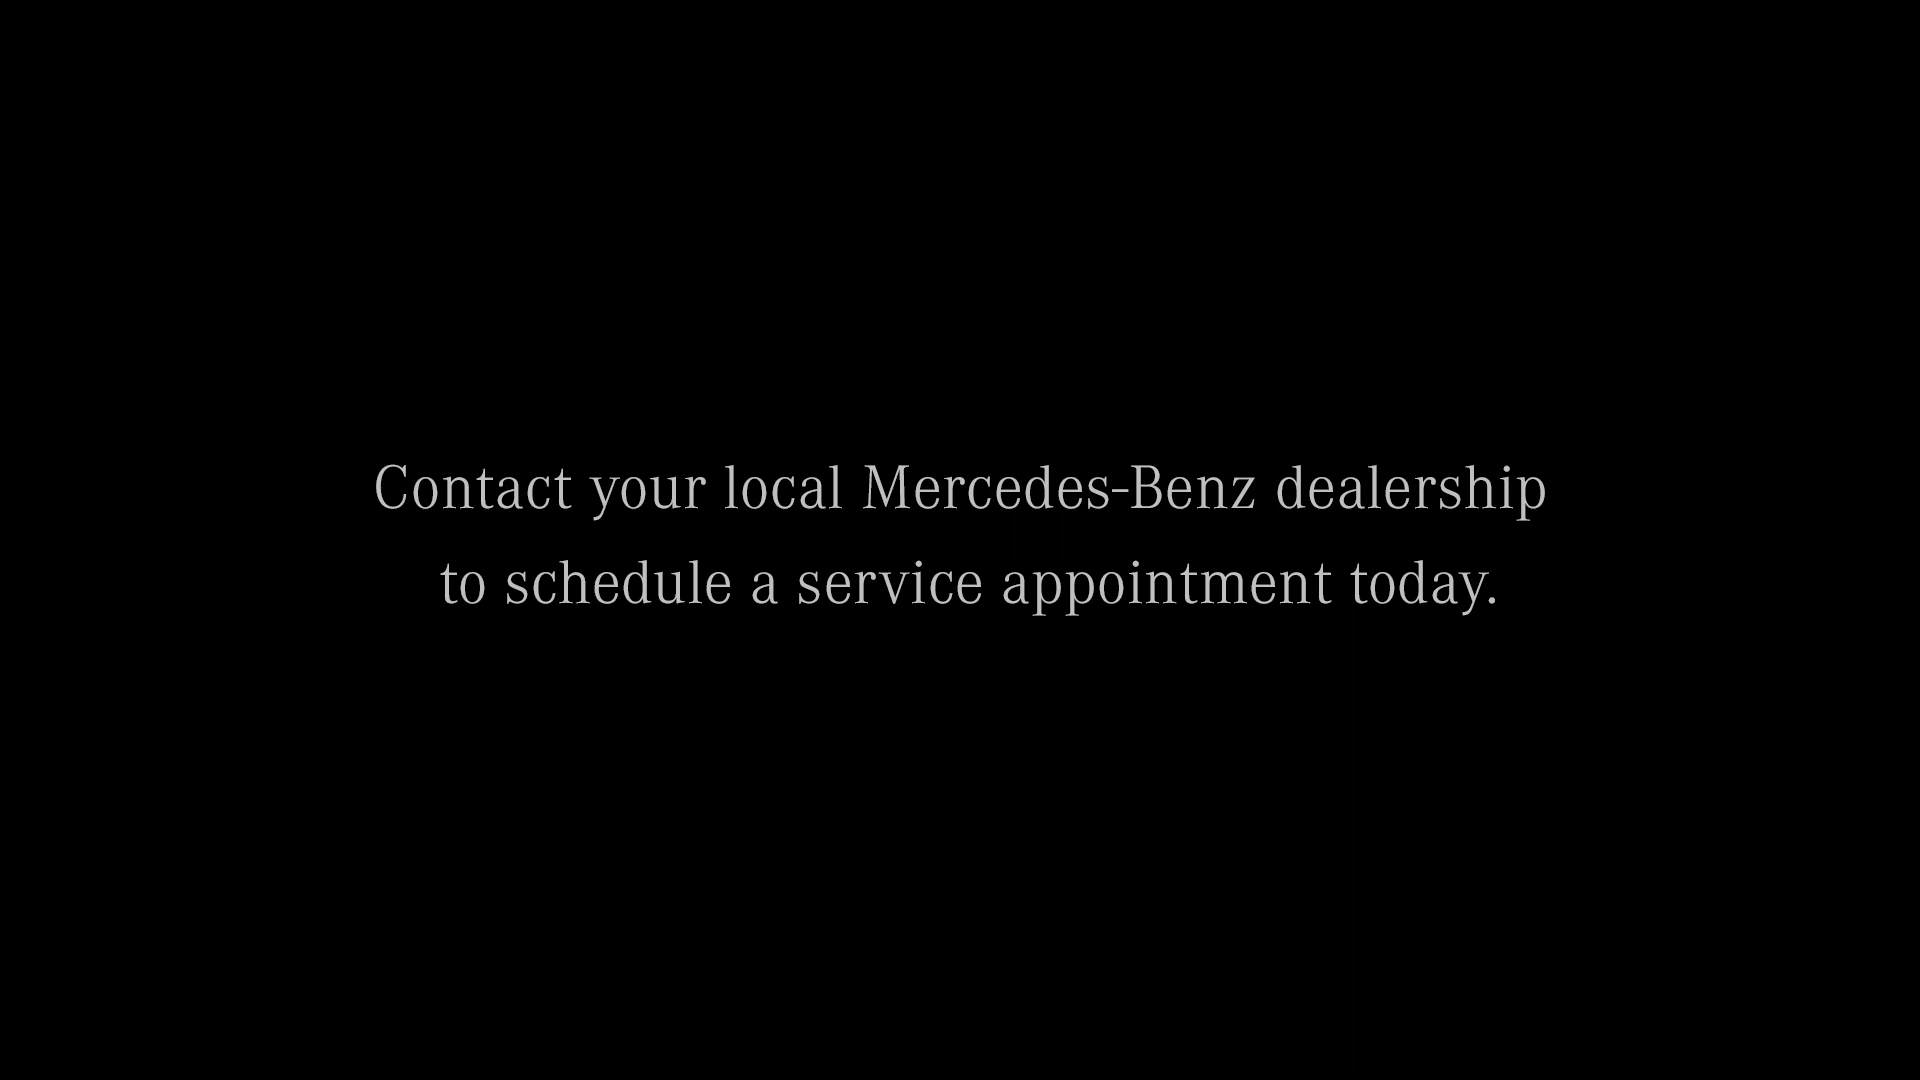 Contact your local Mercedes-Benz dealership
to schedule a service appointment today.